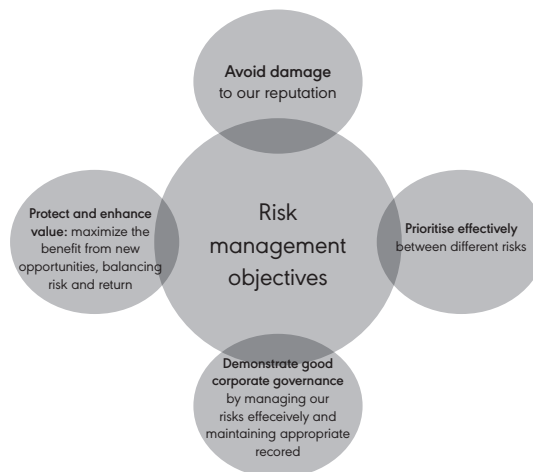 Avoid damage
to our reputation
Protect and enhance
value: maximize the
benefit from new
opportunities, balancing
risk and return
Risk
management
objectives
Prioritise effectively
between different risks
Demonstrate good
corporate governance
by managing our
risks effeceively and
maintaining appropriate
recored